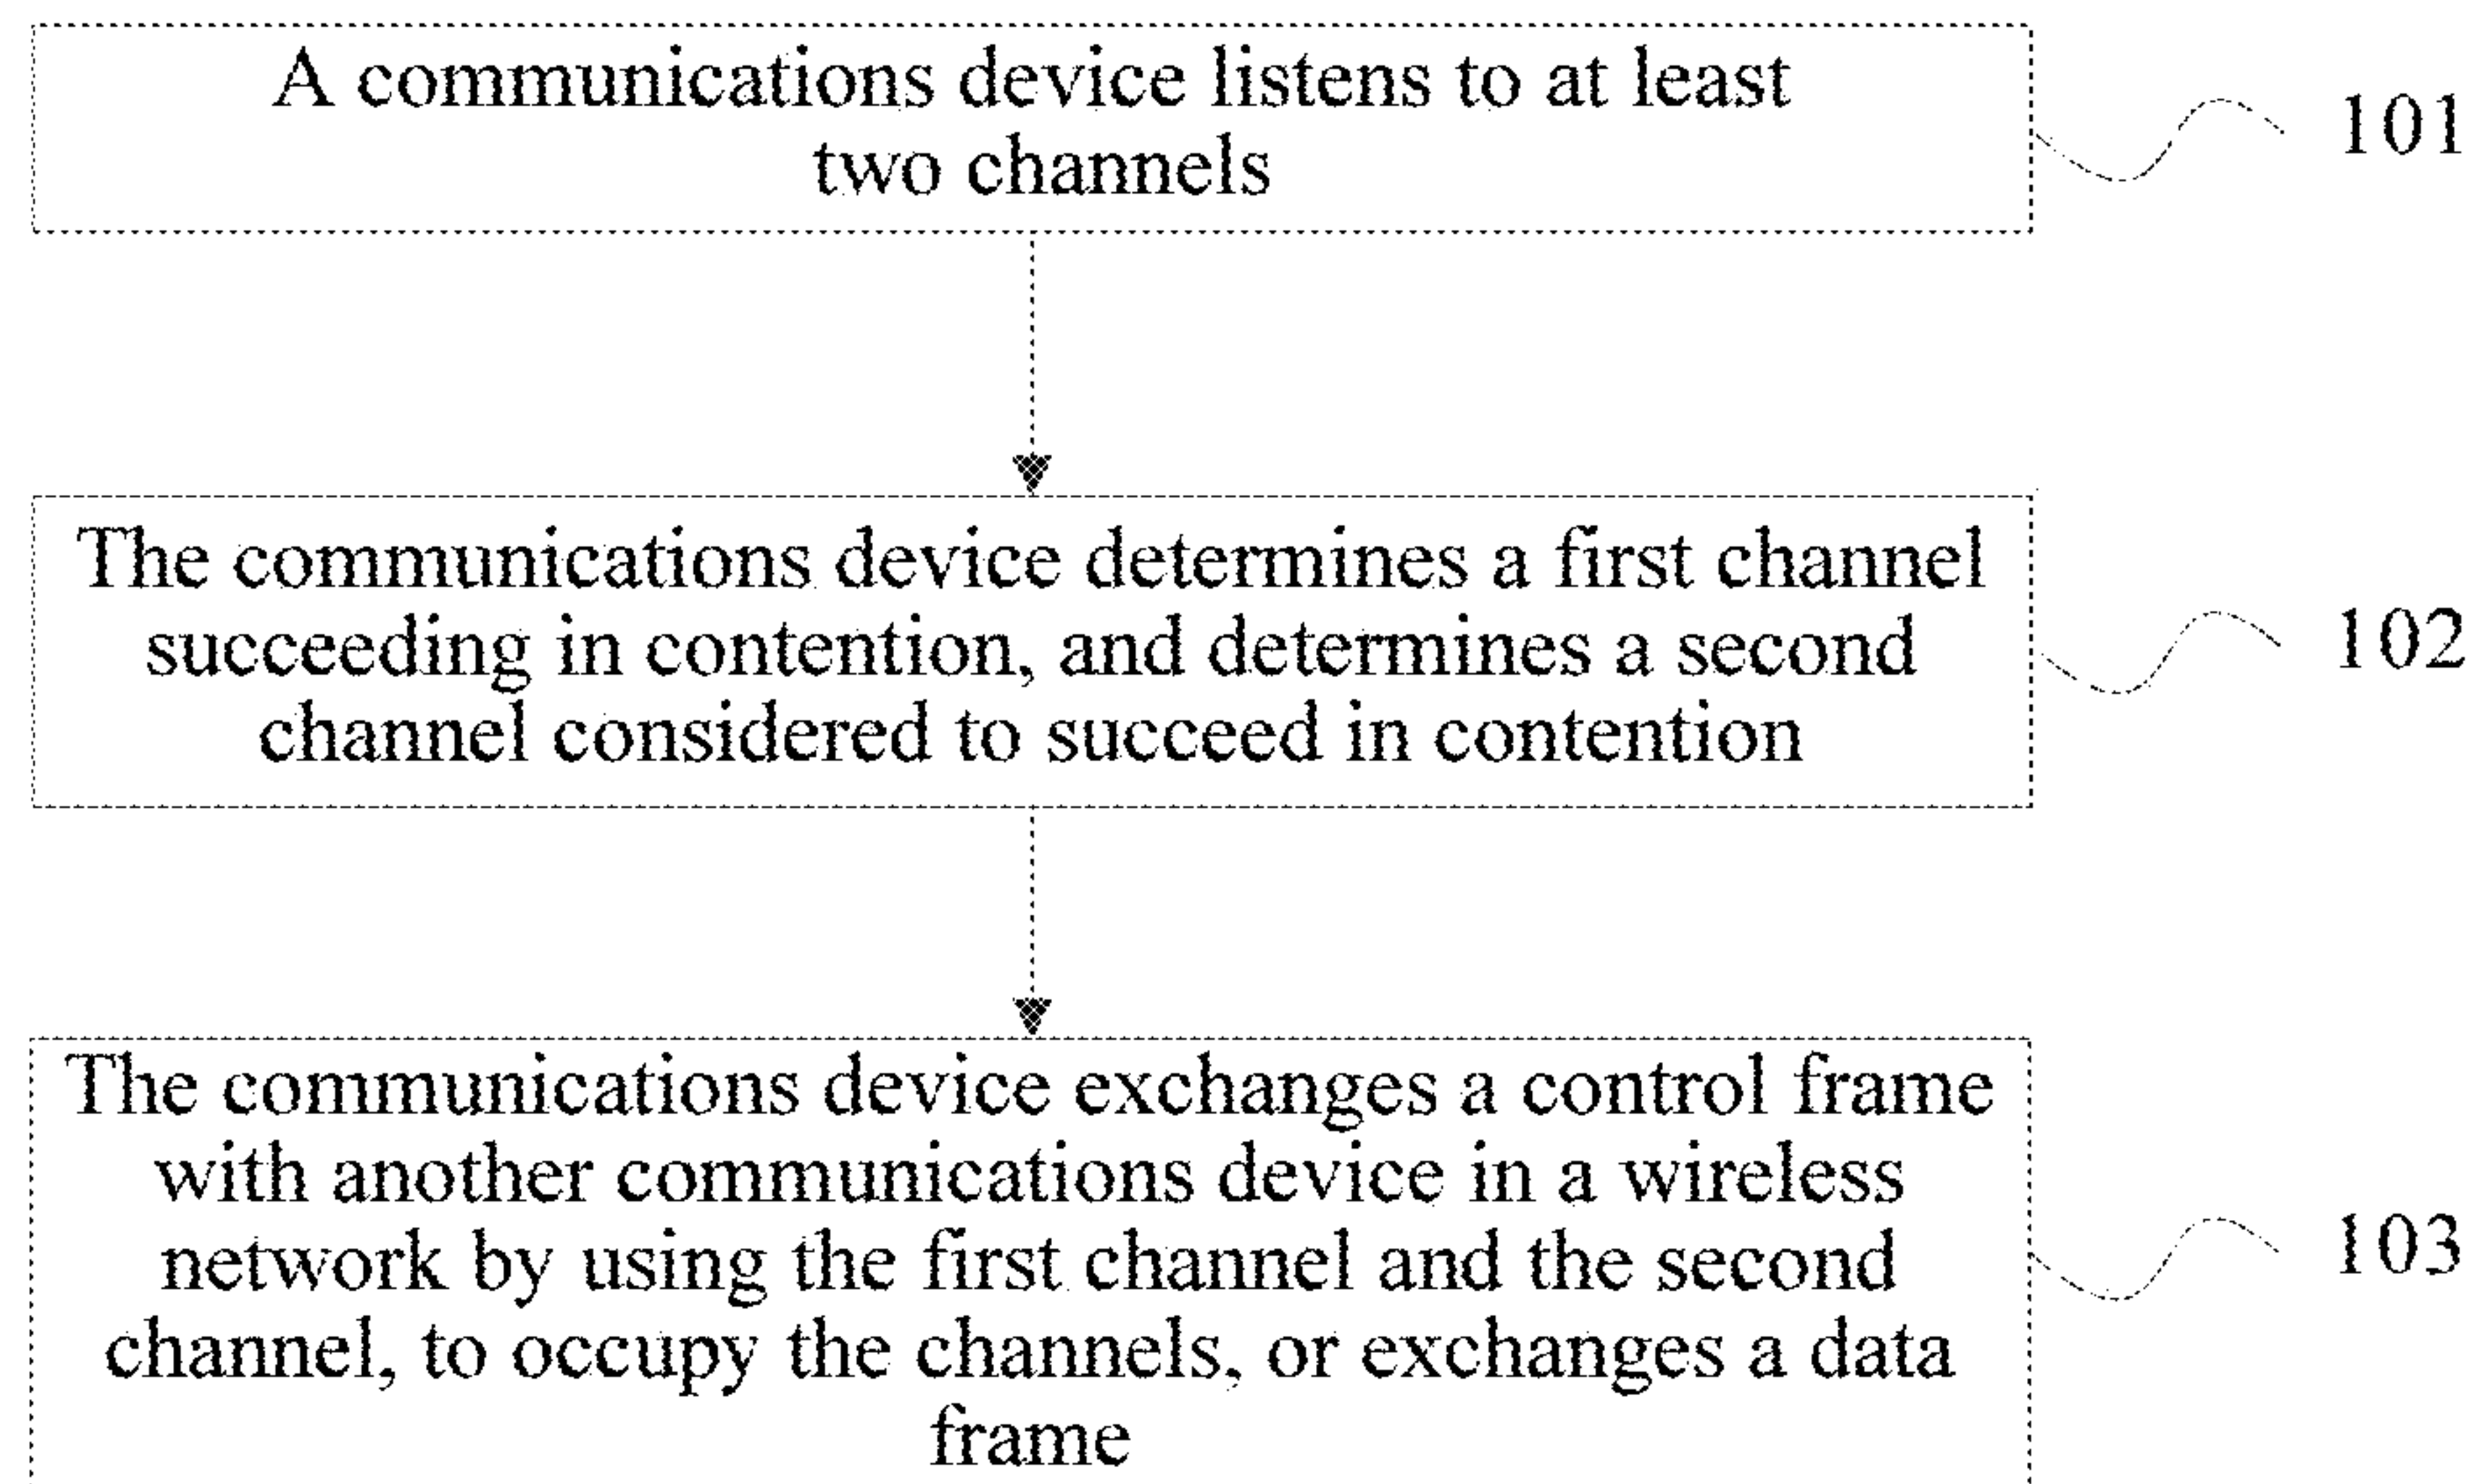 A communications device listens to at least
two channels
101
The communications device determines a first channel
succeeding in contention, and determines a second
channel considered to succeed in contention
102
The communications device exchanges a control frame
with another communications device in a wireless
network by using the first channel and the second
channel, to occupy the channels, or exchanges a data
frame
103